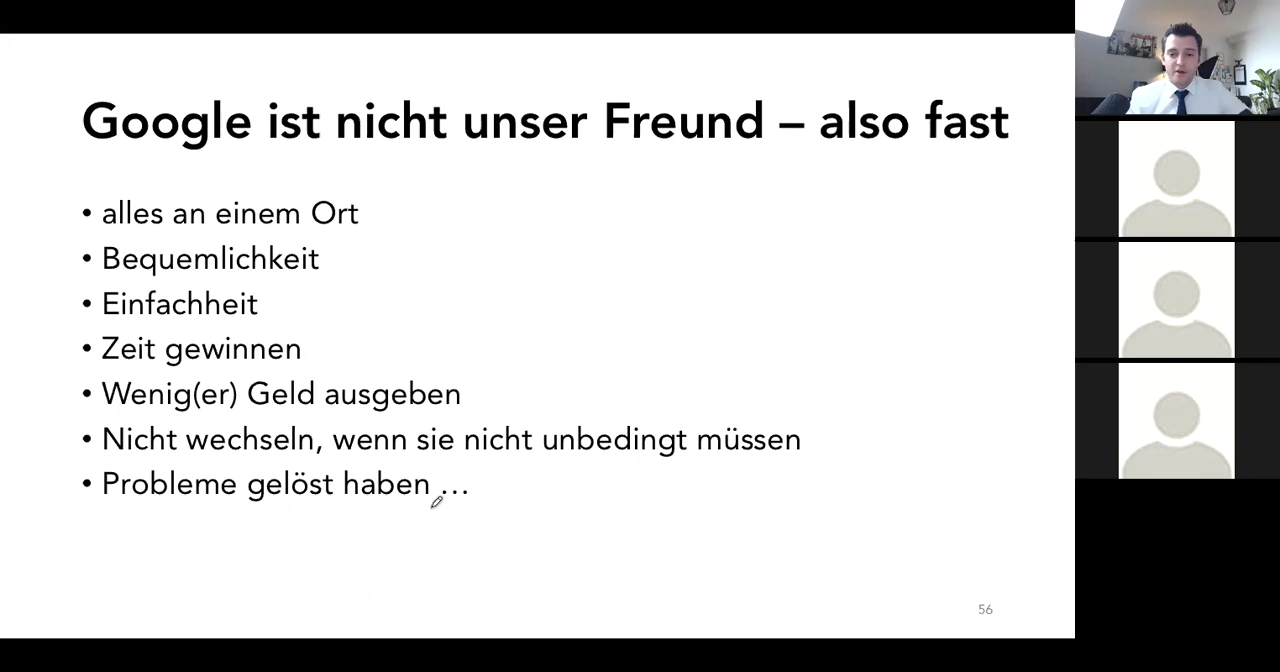 Google ist nicht unser Freund – also fast
• alles an einem Ort
• Bequemlichkeit
• Einfachheit
• Zeit gewinnen
• Wenig(er) Geld ausgeben
• Nicht wechseln, wenn sie nicht unbedingt müssen
• Probleme gelöst haben …
56